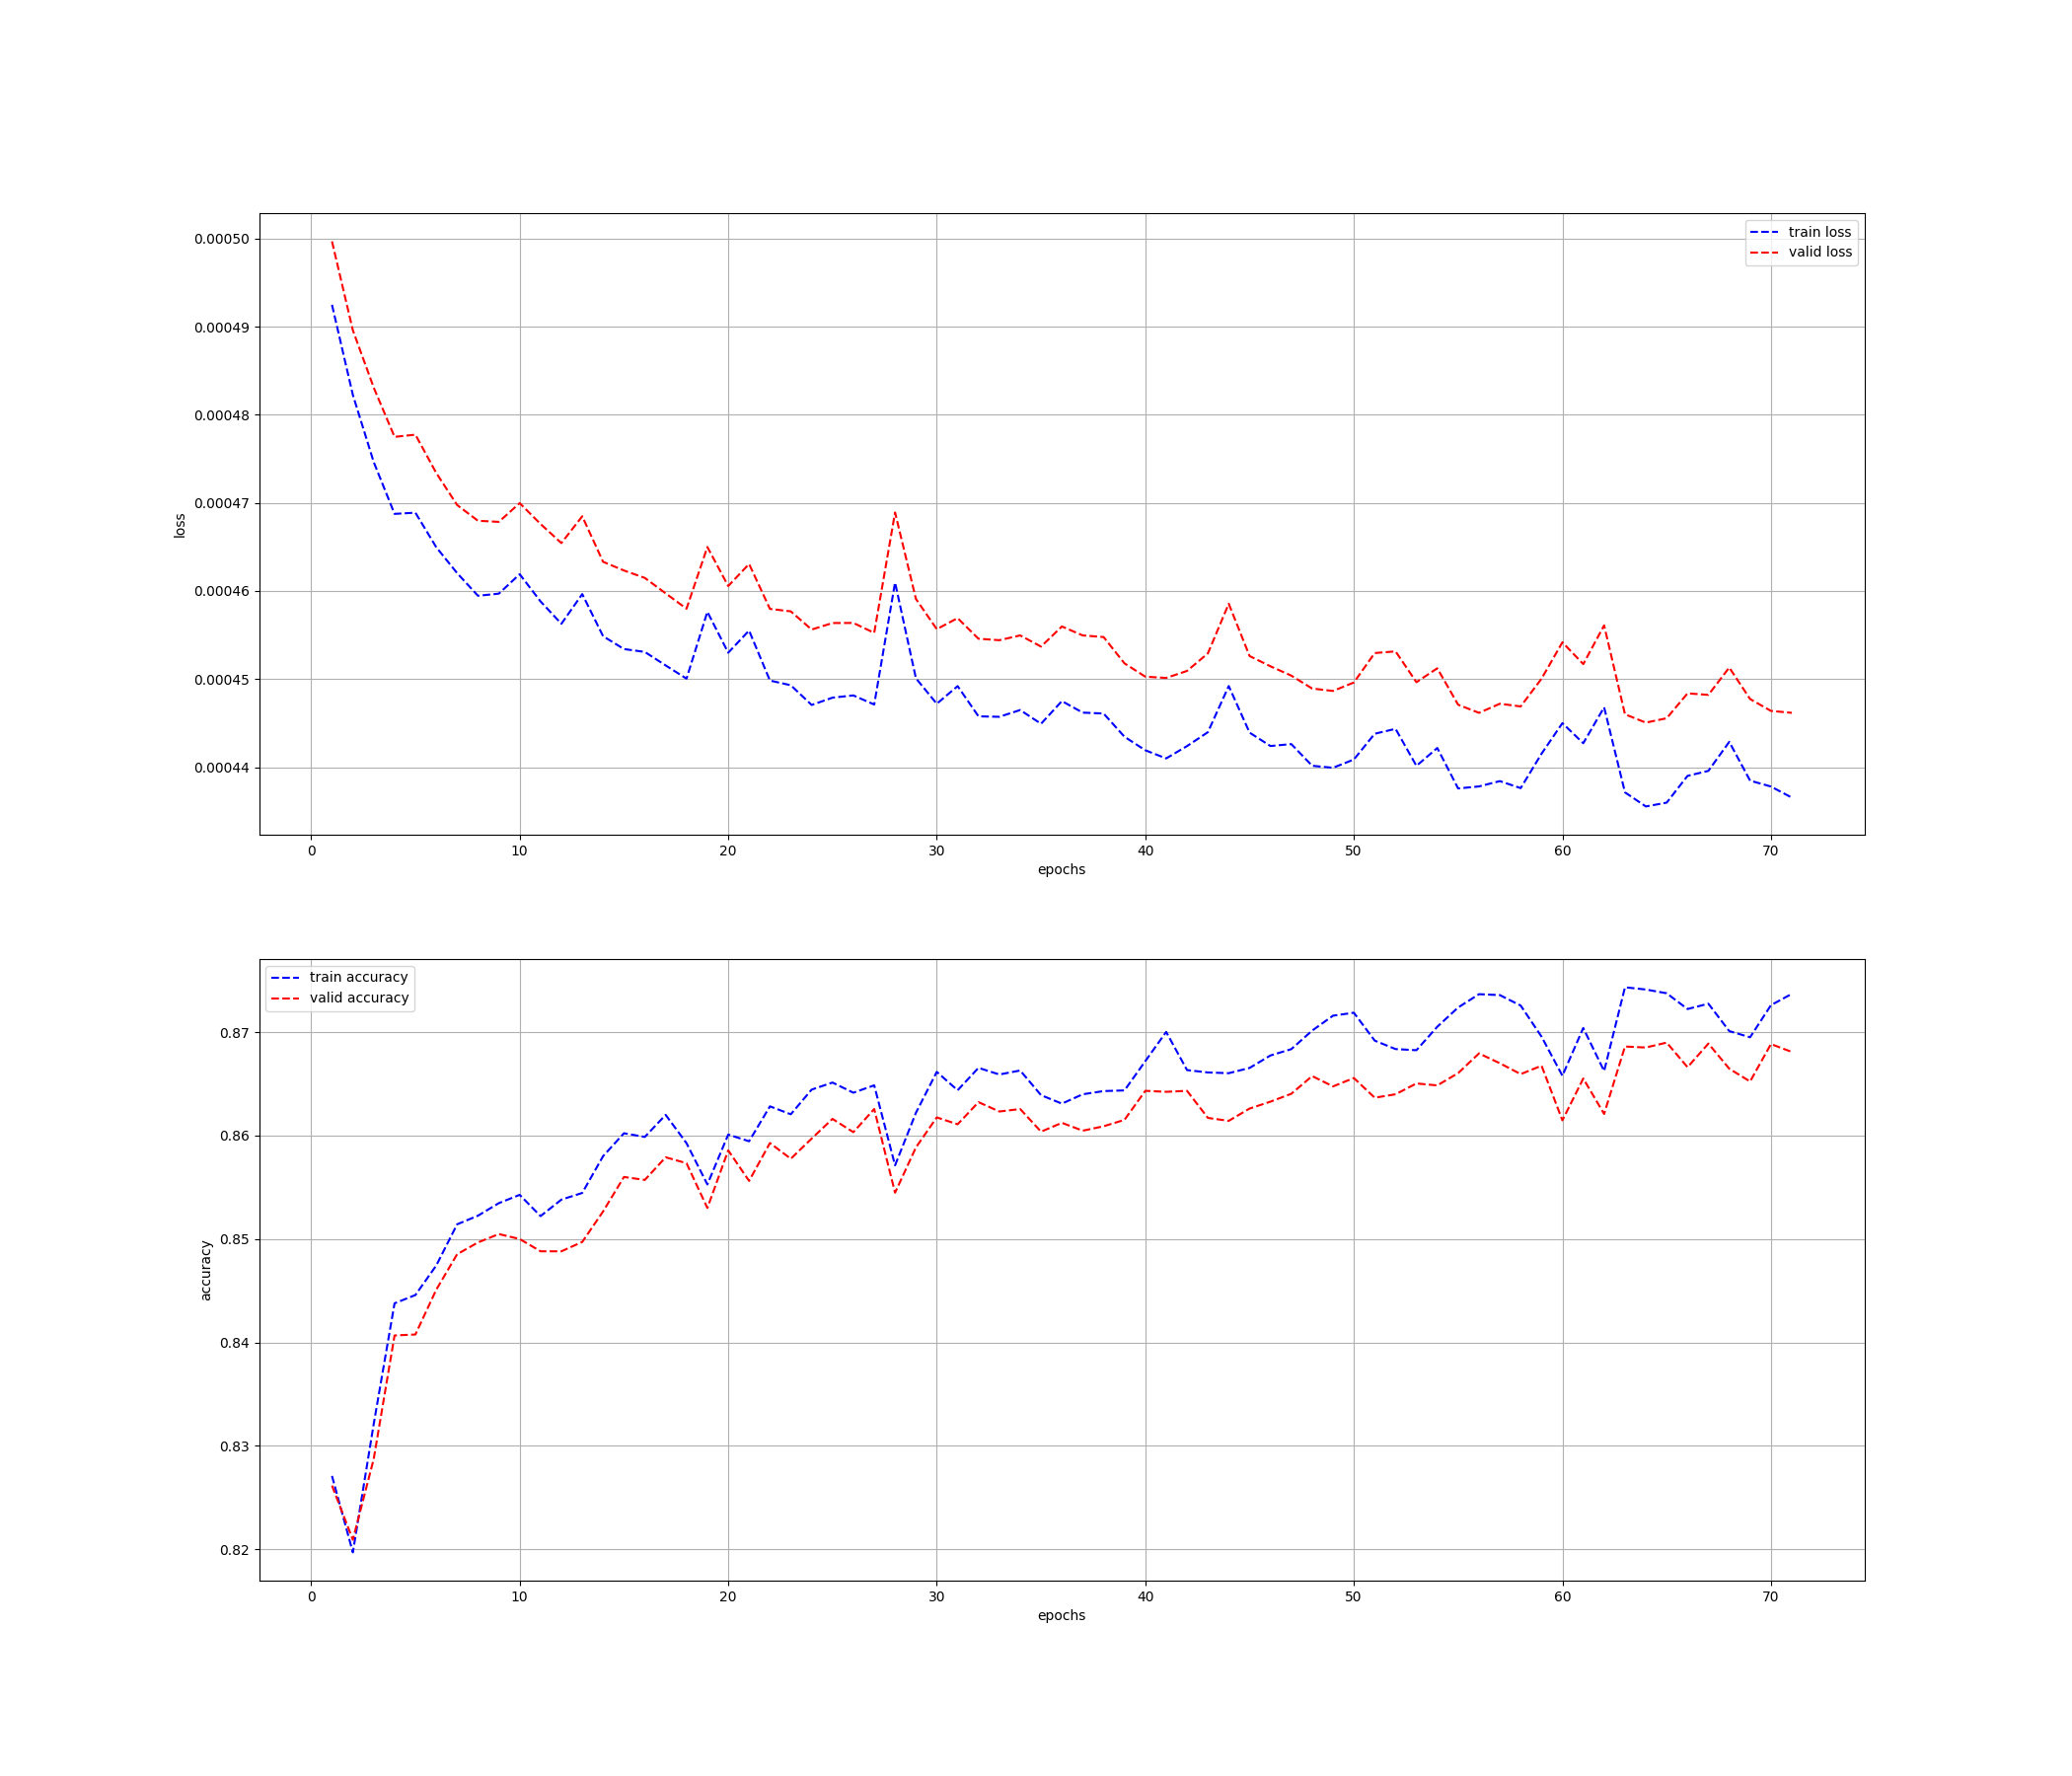 train loss
valid loss
0.00050
0.00049
0.00048
0.00047
0.00046
0.00045
0.00044
loss
0 10 20 30 40 50 60 70
epochs
train accuracy
valid accuracy
0.87
0.86
0.85
0.84
0.83
0.82
accuracy
0 10 20 30 40 50 60 70
epochs